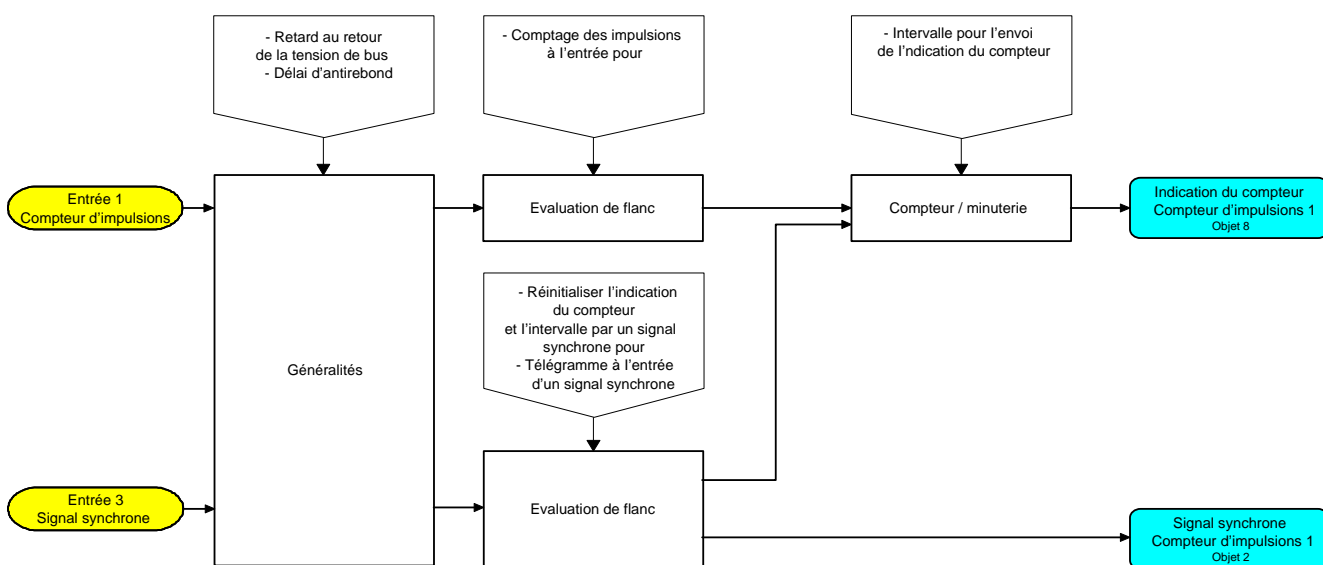 - Retard au retour
de la tension de bus
- Délai d'antirebond
- Comptage des impulsions
à l'entrée pour
- Intervalle pour l'envoi
de l'ndication du compteur
Entrée 1
Compteur d'impulsions
Evaluation de flanc
Compteur / minuterie
Indication du compteur
Compteur d'impulsions 1
Objet 8
- Réinitialiser l'indication
du compteur
et l'intervalle par un signal
synchrone pour
- Télégramme à l'entrée
d'un signal synchrone
Généralités
Entrée 3
Signal synchrone
Evaluation de flanc
Signal synchrone
Compteur d'impulsions 1
Objet 2